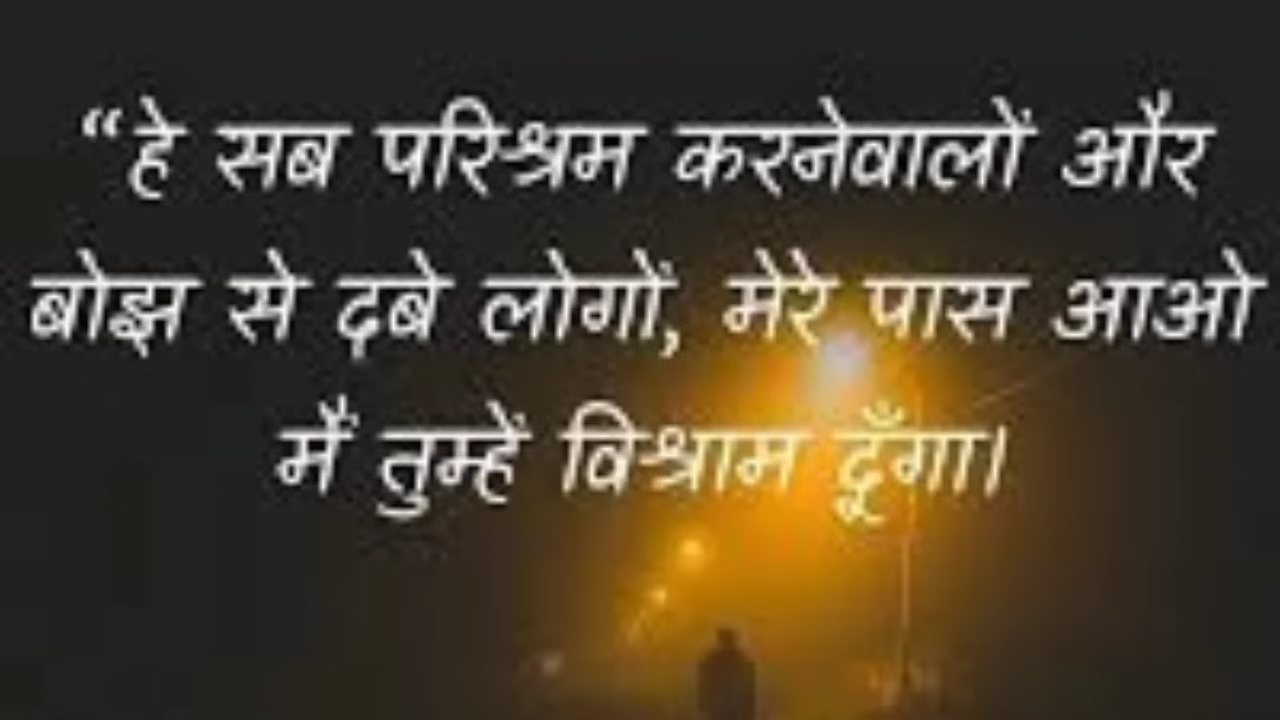 “हे सब परिश्रम करनेवालों और
बोझ से दबे लोगों, मेरे पास आओ
मैं तुम्हें विश्राम दूँगा।